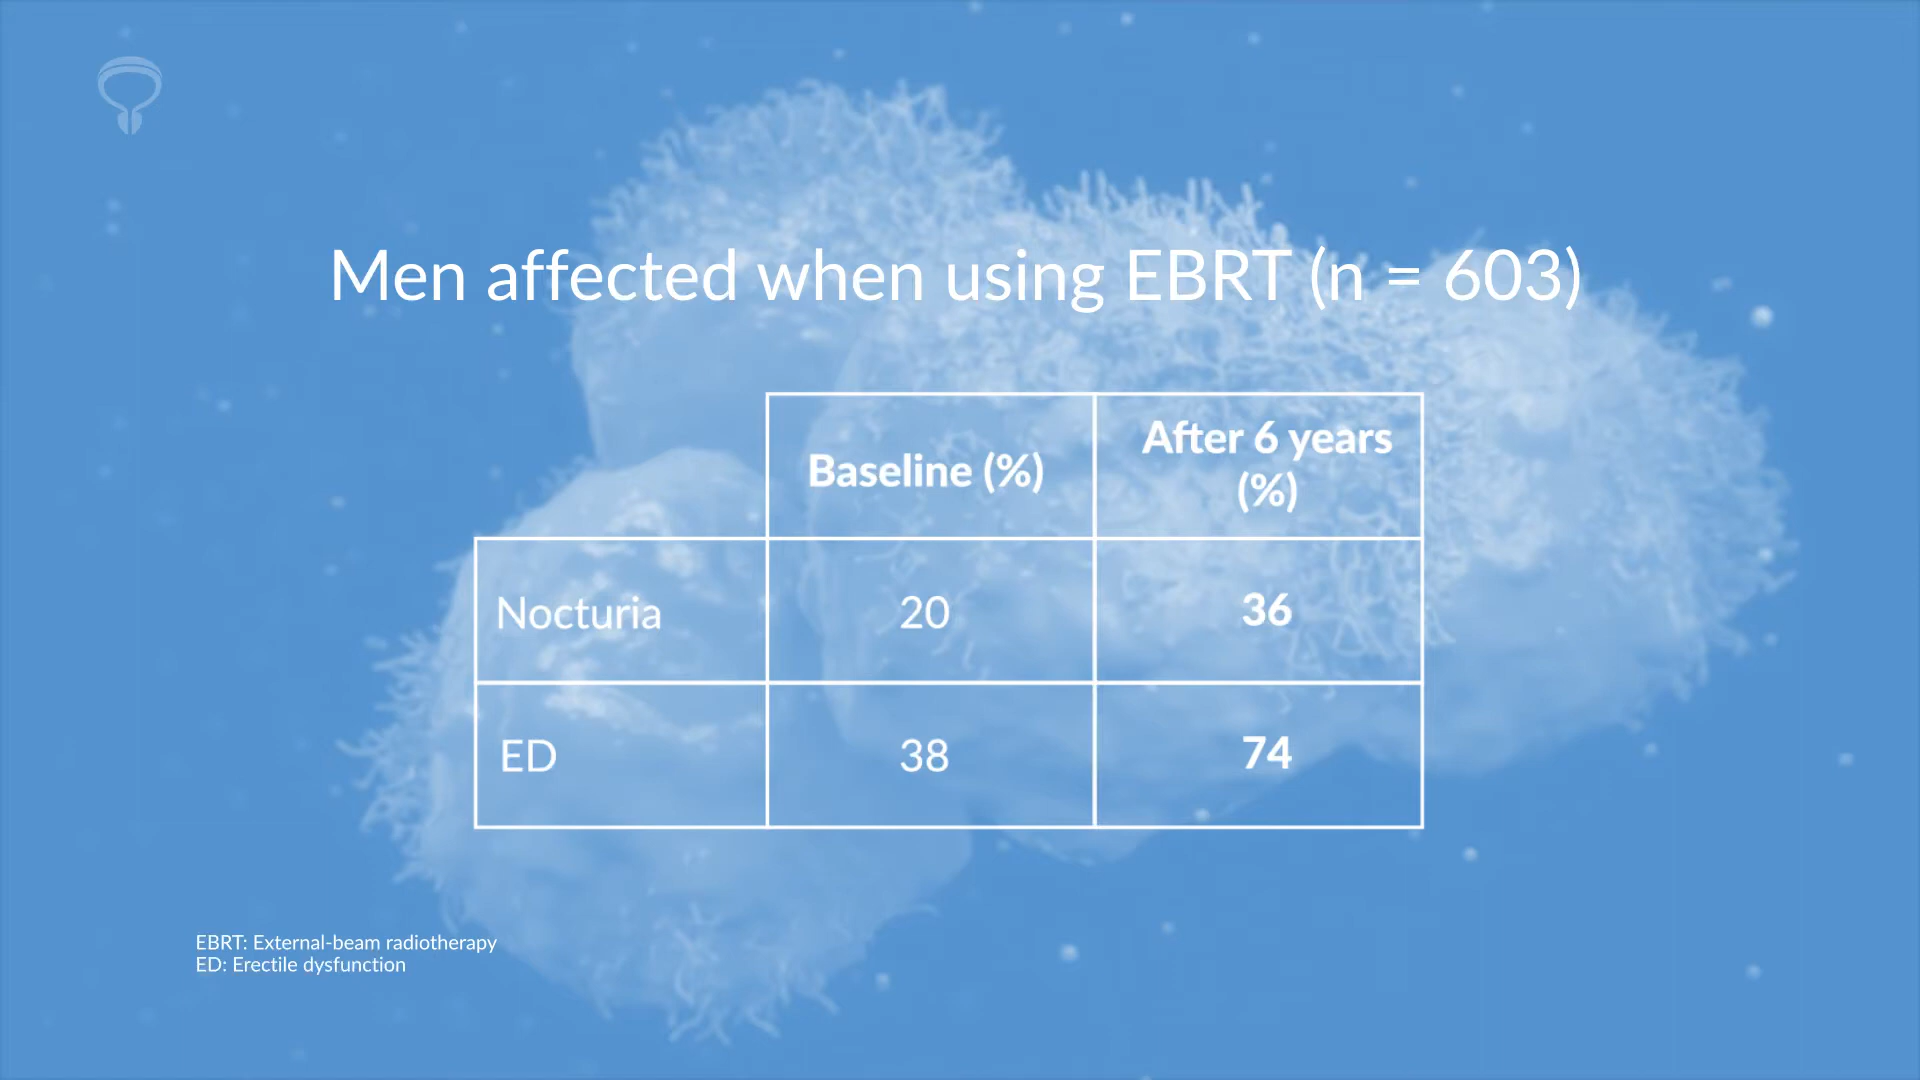 Men affected when using EBRT (n = 603)
Baseline (%)
After 6 years
(%)
Nocturia
20
36
ED
38
74
EBRT: External-beam radiotherapy
ED: Erectile dysfunction